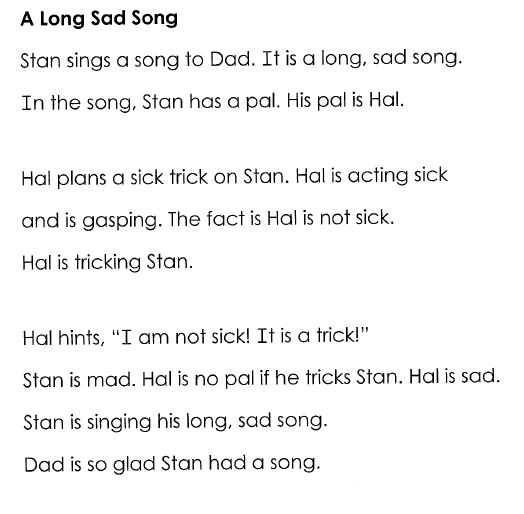 A Long Sad Song
Stan sings a song to Dad. It is a long, sad song.
In the song, Stan has a pal. His pal is Hal.
Hal plans a sick trick on Stan. Hal is acting sick
and is gasping. The fact is Hal is not sick.
Hal is tricking Stan.
Hal hints, “I am not sick! It is a trick!”
Stan is mad. Hal is no pal if he tricks Stan. Hal is sad.
Stan is singing his long, sad song.
Dad is so glad Stan had a song.